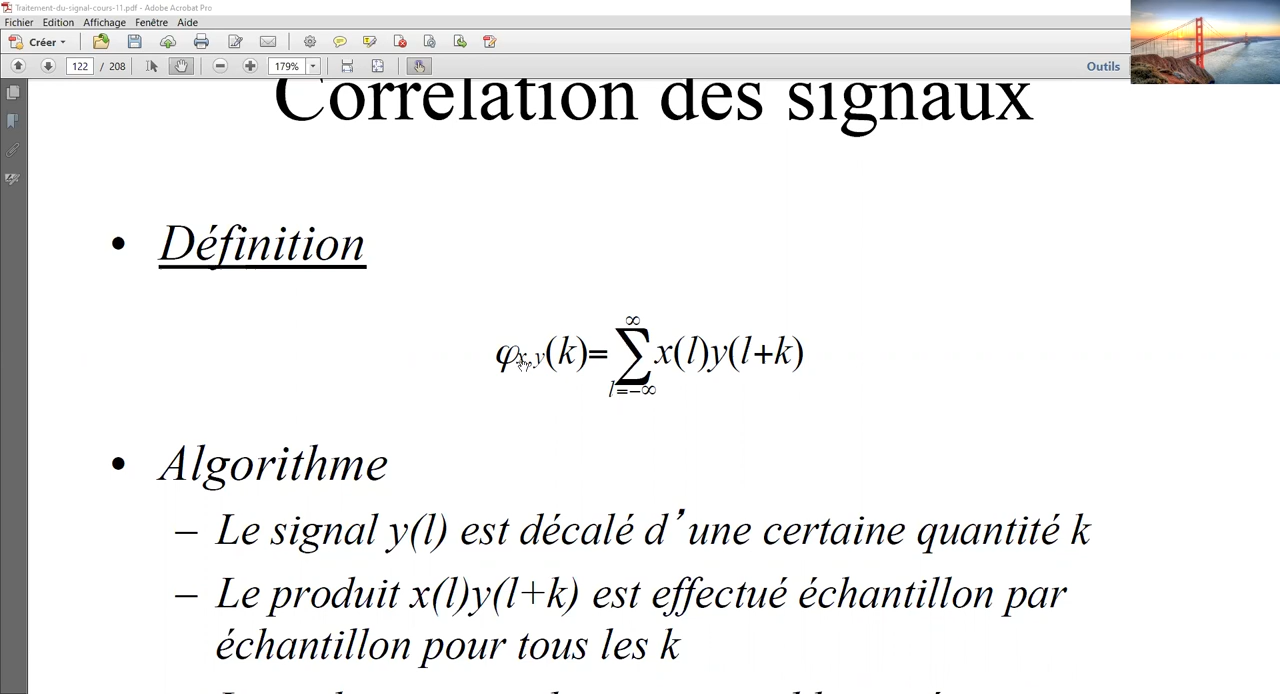 Traitement-du-signal-cours-11.pdf - Adobe Acrobat Pro
Fichier Edition Affichage Fenêtre Aide
Créer
122 / 208 179% Outils
Corrélation des signaux
• Définition
φx,y(k)=∑l=−∞∞x(l)y(l+k)
• Algorithme
– Le signal y(l) est décalé d’une certaine quantité k
– Le produit x(l)y(l+k) est effectué échantillon par
échantillon pour tous les k